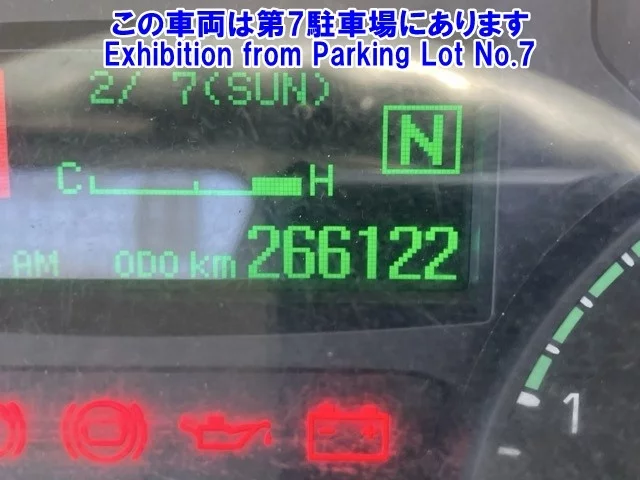 この車両は第7駐車場にあります
Exhibition from Parking Lot No.7
2/ 7(SUN)
N
C H
AM ODO km 266122
1